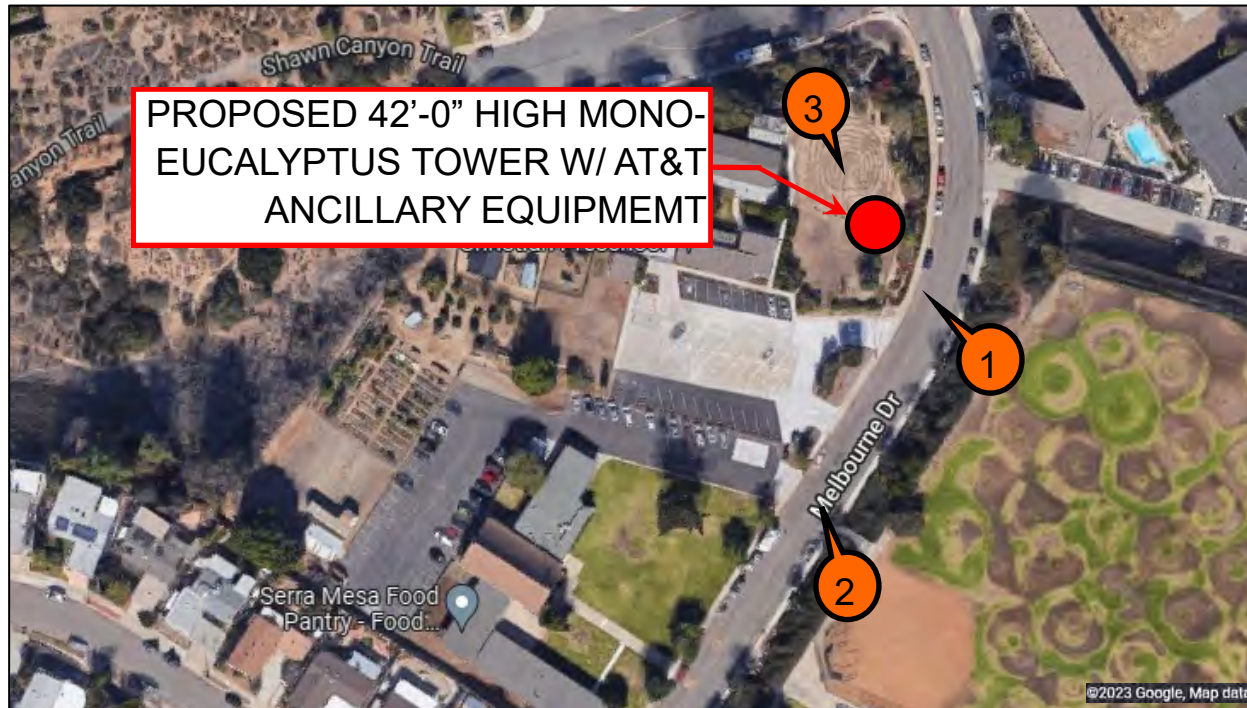 Shawn Canyon Trail
anyon Trail
PROPOSED 42’-0” HIGH MONO-
EUCALYPTUS TOWER W/ AT&T
ANCILLARY EQUIPMEMT
3
1
Melbourne Dr
2
Serra Mesa Food
Pantry - Food...
©2023 Google, Map data